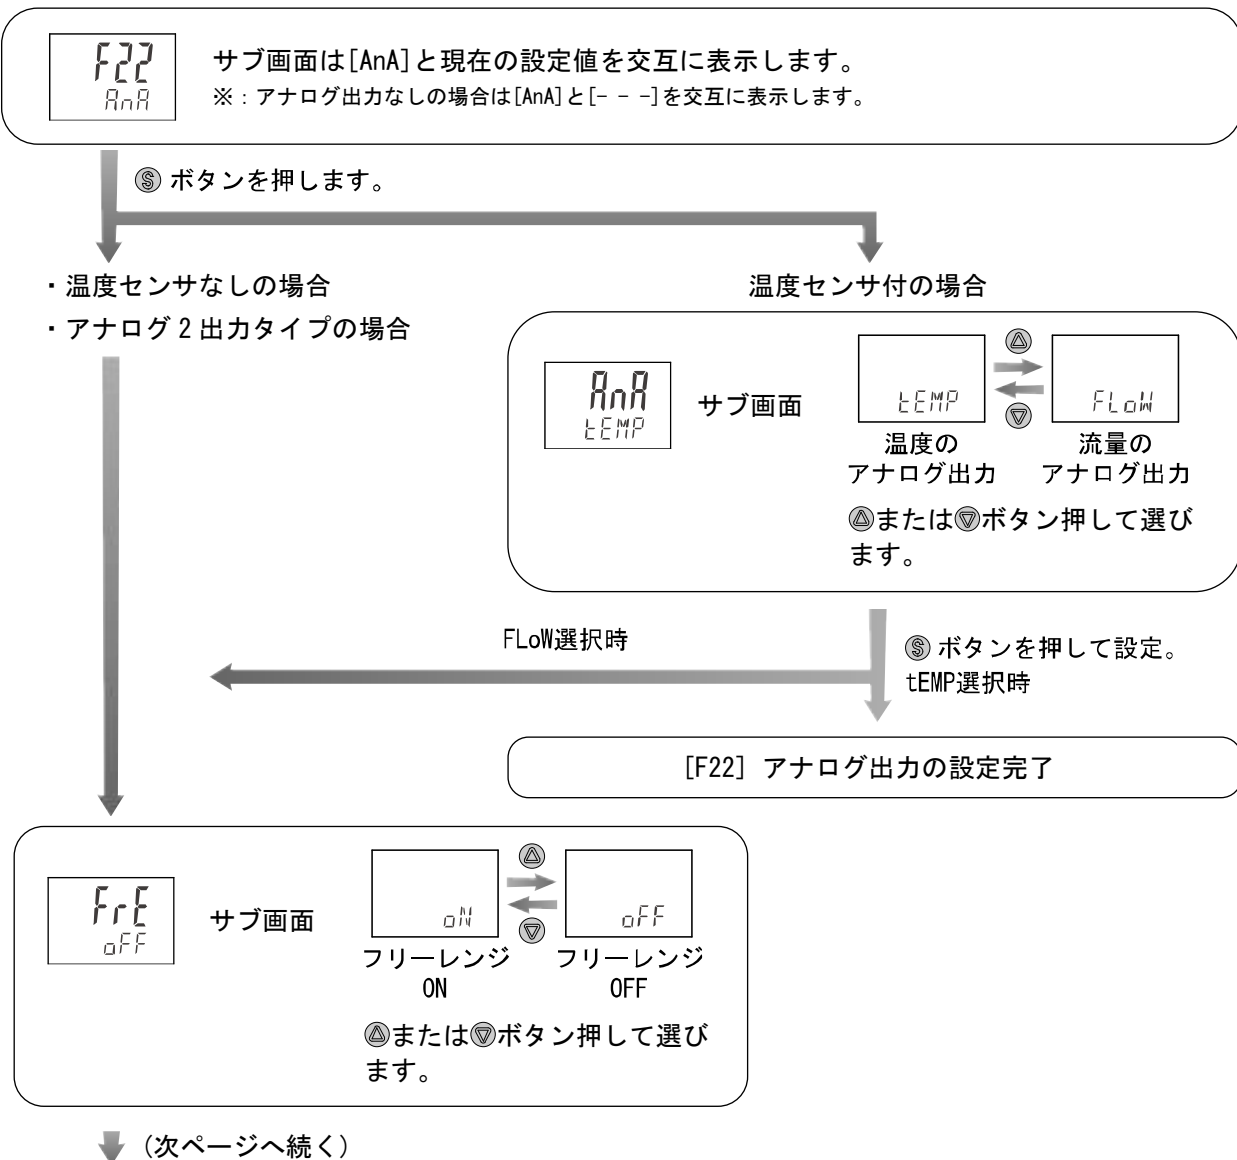 F22
AnA
サブ画面は[AnA]と現在の設定値を交互に表示します。
※：アナログ出力なしの場合は[AnA]と[- - -]を交互に表示します。
Ⓢ ボタンを押します。
・温度センサなしの場合
・アナログ２出力タイプの場合
温度センサ付の場合
AnA
tEMP
サブ画面
tEMP
FLoW
温度の
アナログ出力
流量の
アナログ出力
または ボタン押して選び
ます。
FLoW選択時
Ⓢ ボタンを押して設定。
tEMP選択時
[F22] アナログ出力の設定完了
FrE
oFF
サブ画面
oN
oFF
フリーレンジ
ON
フリーレンジ
OFF
または ボタン押して選び
ます。
（次ページへ続く）